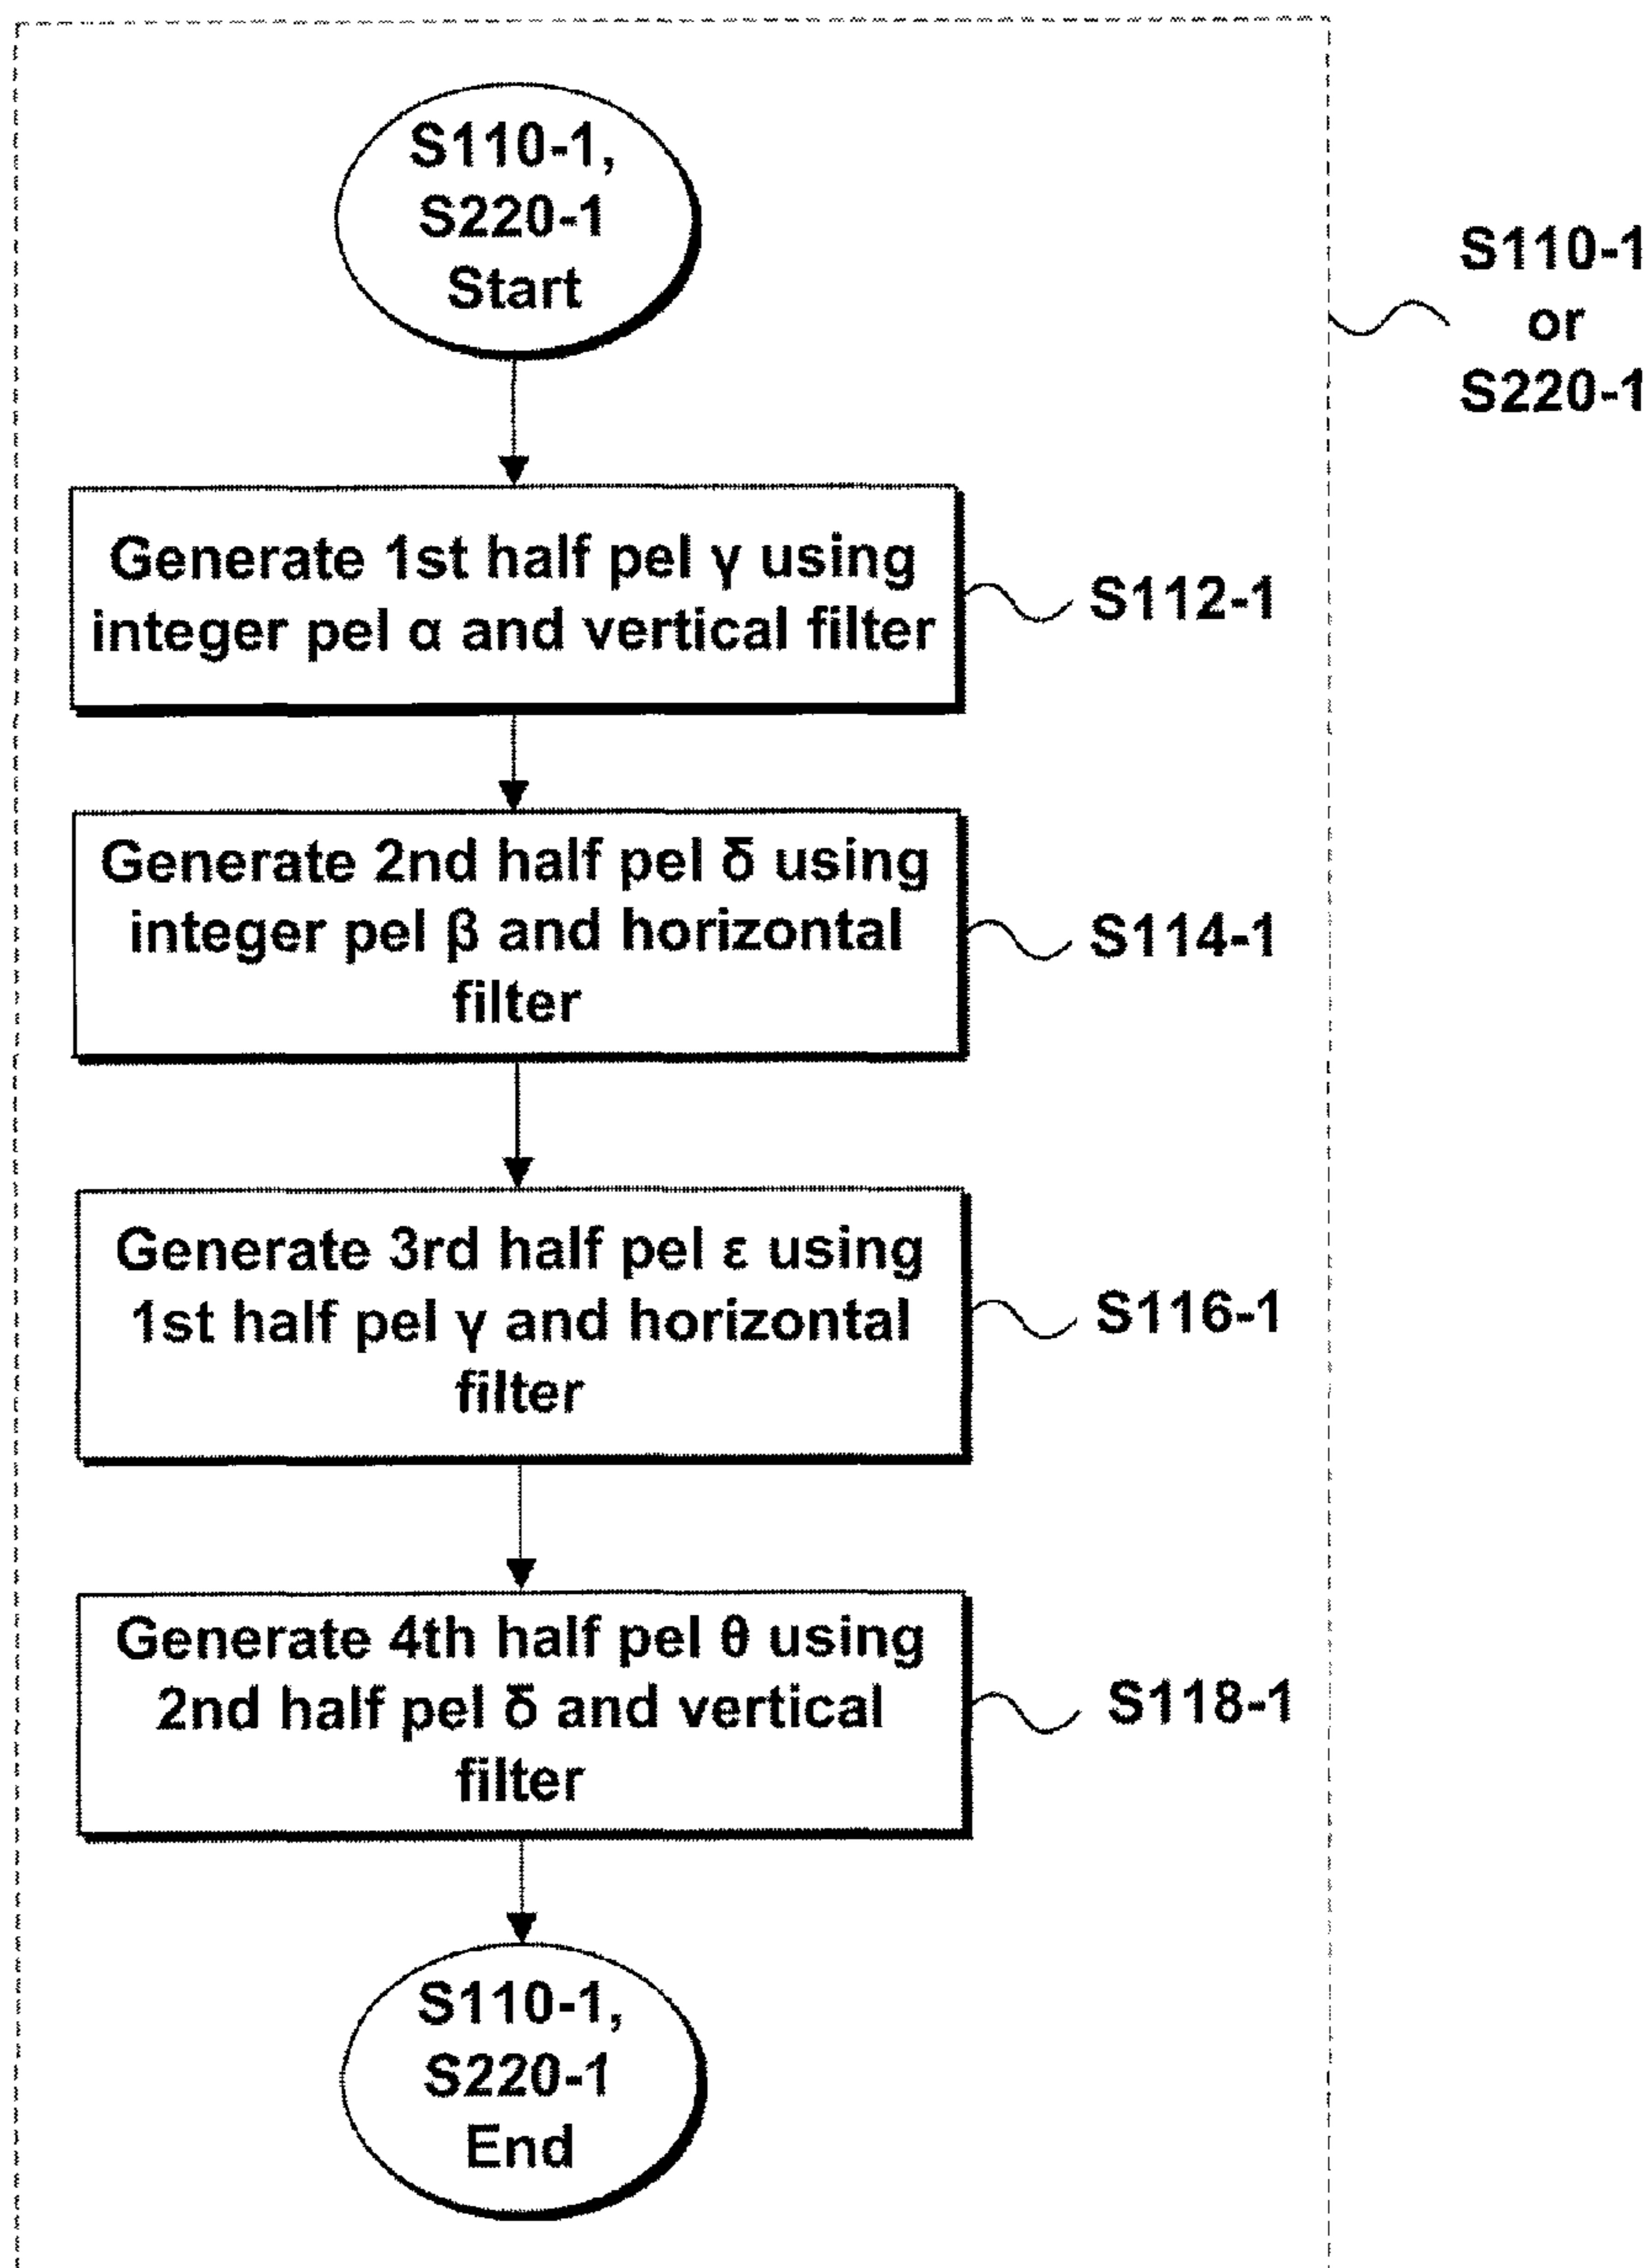 S110-1,
S220-1
Start
S110-1
or
S220-1
Generate 1st half pel γ using
integer pel α and vertical filter
S112-1
Generate 2nd half pel δ using
integer pel β and horizontal
filter
S114-1
Generate 3rd half pel ε using
1st half pel γ and horizontal
filter
S116-1
Generate 4th half pel θ using
2nd half pel δ and vertical
filter
S118-1
S110-1,
S220-1
End